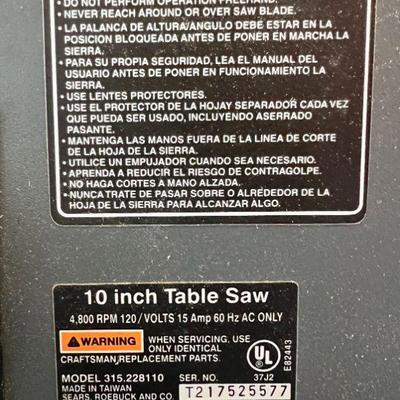 • DO NOT PERFORM OPERATION FREEHAND.
• NEVER REACH AROUND OR OVER SAW BLADE.
• LA PALANCA DE ALTURA/ANGULO DEBE ESTAR EN LA
POSICION BLOQUEADA ANTES DE PONER EN MARCHA LA
SIERRA.
• PARA SU PROPIA SEGURIDAD, LEA EL MANUAL DEL
USUARIO ANTES DE PONER EN FUNCIONAMIENTO LA
SIERRA.
• USE LENTES PROTECTORES.
• USE EL PROTECTOR DE LA HOJAY SEPARADOR CADA VEZ
QUE PUEDA SER USADO, INCLUYENDO ASERRADO
PASANTE.
• MANTENGA LAS MANOS FUERA DE LA LINEA DE CORTE
DE LA HOJA DE LA SIERRA.
• UTILICE UN EMPUJADOR CUANDO SEA NECESARIO.
• APRENDA A REDUCIR EL RIESGO DE CONTRAGOLPE.
• NO HAGA CORTES A MANO ALZADA.
• NUNCA TRATE DE PASAR SOBRE O ALREDEDOR DE LA
HOJA DE LA SIERRA PARA ALCANZAR ALGO.
10 inch Table Saw
4,800 RPM 120/VOLTS 15 Amp 60 Hz AC ONLY
WARNING WHEN SERVICING, USE
ONLY IDENTICAL
CRAFTSMAN REPLACEMENT PARTS.
UL
E82443
MODEL 315.228110 SER. NO. 37J2
MADE IN TAIWAN
SEARS, ROEBUCK AND CO. T217525577